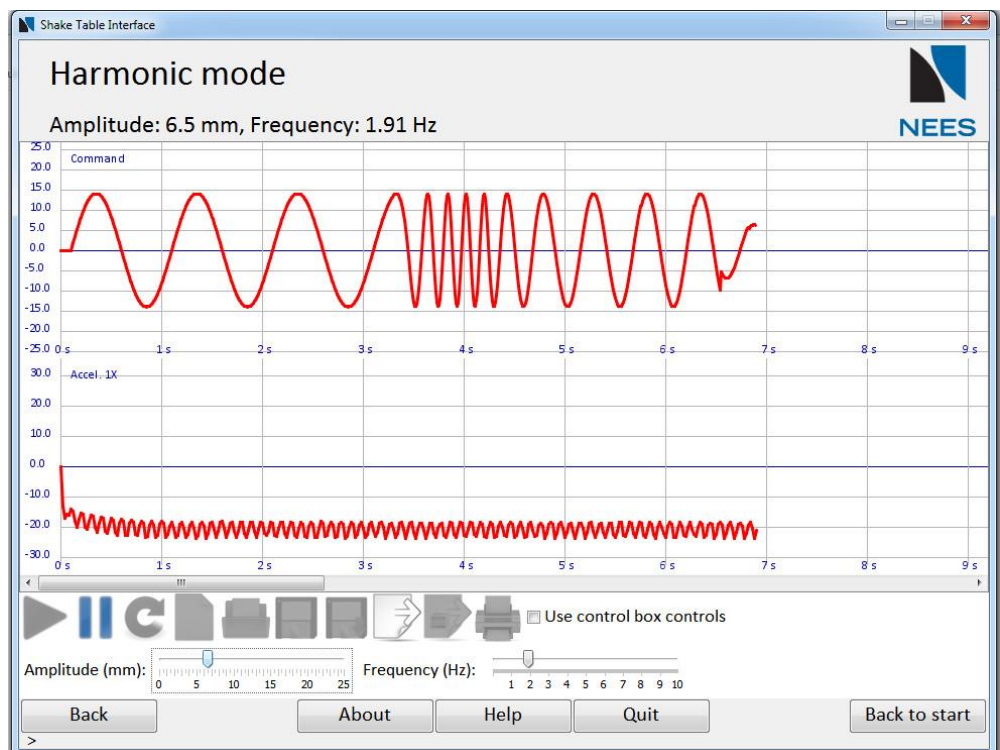 Shake Table Interface
Harmonic mode
Amplitude: 6.5 mm, Frequency: 1.91 Hz
NEES
25.0
Command
20.0
15.0
10.0
5.0
0.0
-5.0
-10.0
-15.0
-20.0
-25.0 0 s 1 s 2 s 3 s 4 s 5 s 6 s 7 s 8 s 9 s
30.0 Accel. 1X
20.0
10.0
0.0
-10.0
-20.0
-30.0
0 s 1 s 2 s 3 s 4 s 5 s 6 s 7 s 8 s 9 s
Use control box controls
Amplitude (mm): 0 5 10 15 20 25 Frequency (Hz): 1 2 3 4 5 6 7 8 9 10
Back About Help Quit Back to start
>